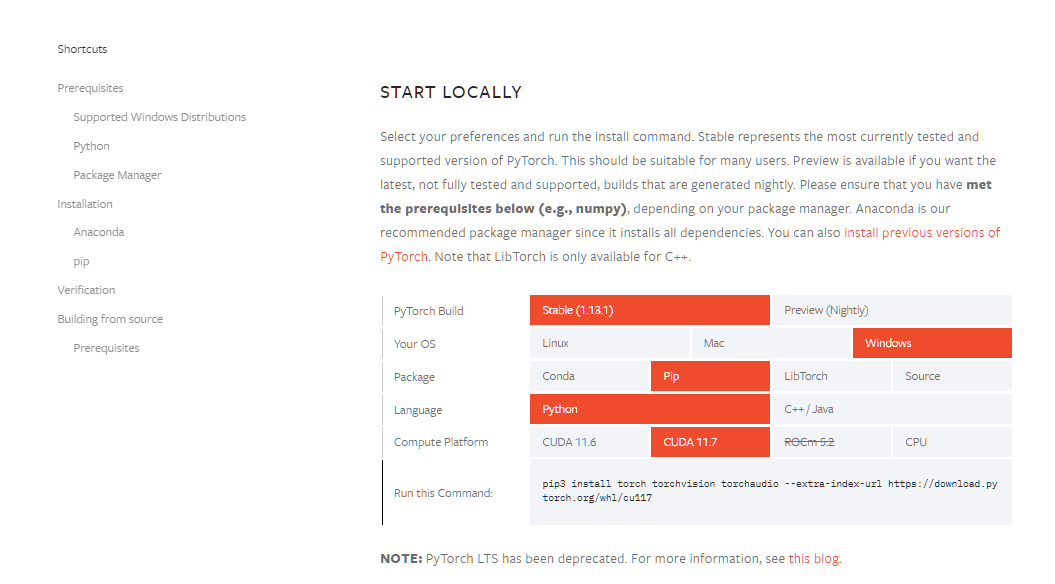 Shortcuts
Prerequisites
Supported Windows Distributions
Python
Package Manager
Installation
Anaconda
pip
Verification
Building from source
Prerequisites
START LOCALLY
Select your preferences and run the install command. Stable represents the most currently tested and
supported version of PyTorch. This should be suitable for many users. Preview is available if you want the
latest, not fully tested and supported, builds that are generated nightly. Please ensure that you have met
the prerequisites below (e.g., numpy), depending on your package manager. Anaconda is our
recommended package manager since it installs all dependencies. You can also install previous versions of
PyTorch. Note that LibTorch is only available for C++.
PyTorch Build Stable (1.13.1) Preview (Nightly)
Your OS Linux Mac Windows
Package Conda Pip LibTorch Source
Language Python C++ / Java
Compute Platform CUDA 11.6 CUDA 11.7 ROCm 5.2 CPU
Run this Command: pip3 install torch torchvision torchaudio --extra-index-url https://download.py
torch.org/whl/cu117
NOTE: PyTorch LTS has been deprecated. For more information, see this blog.